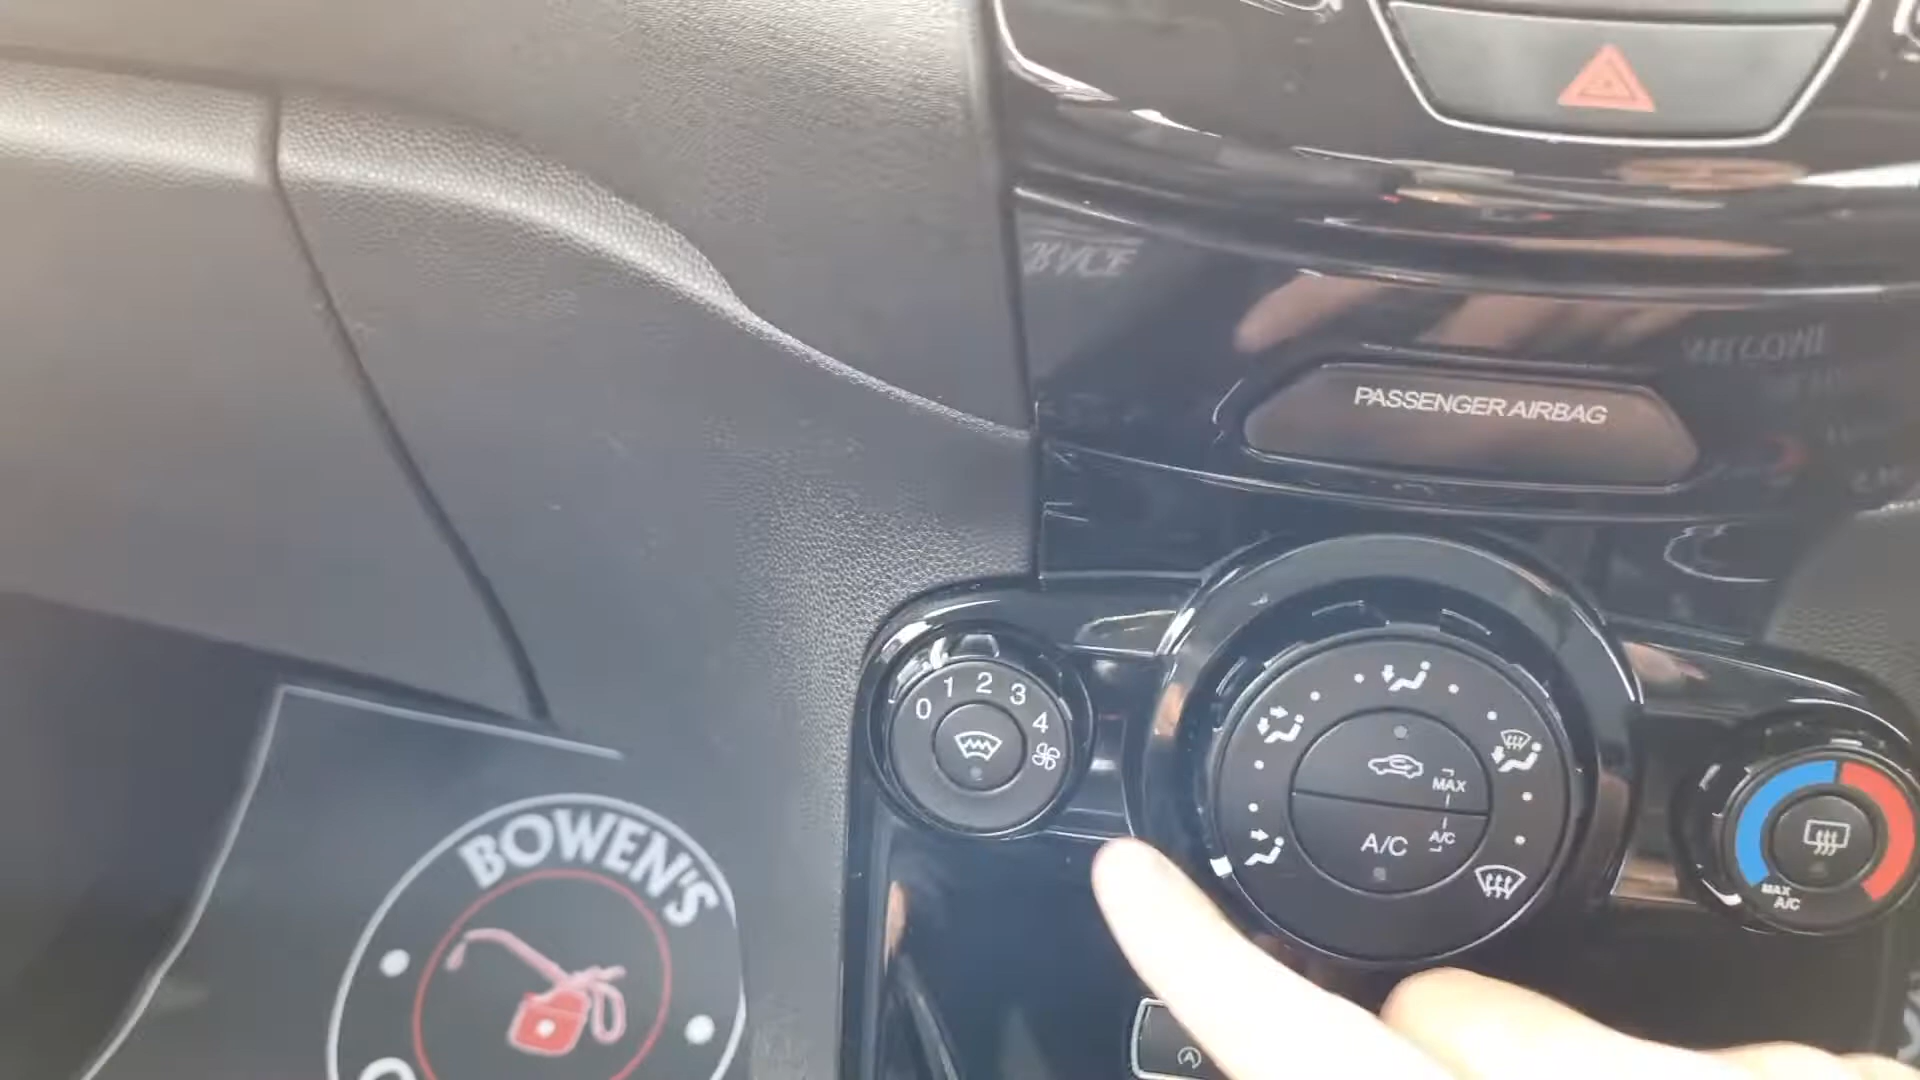 PASSENGER AIRBAG
0 1 2 3 4
MAX
A/C
A/C
MAX
A/C
BOWEN'S
A